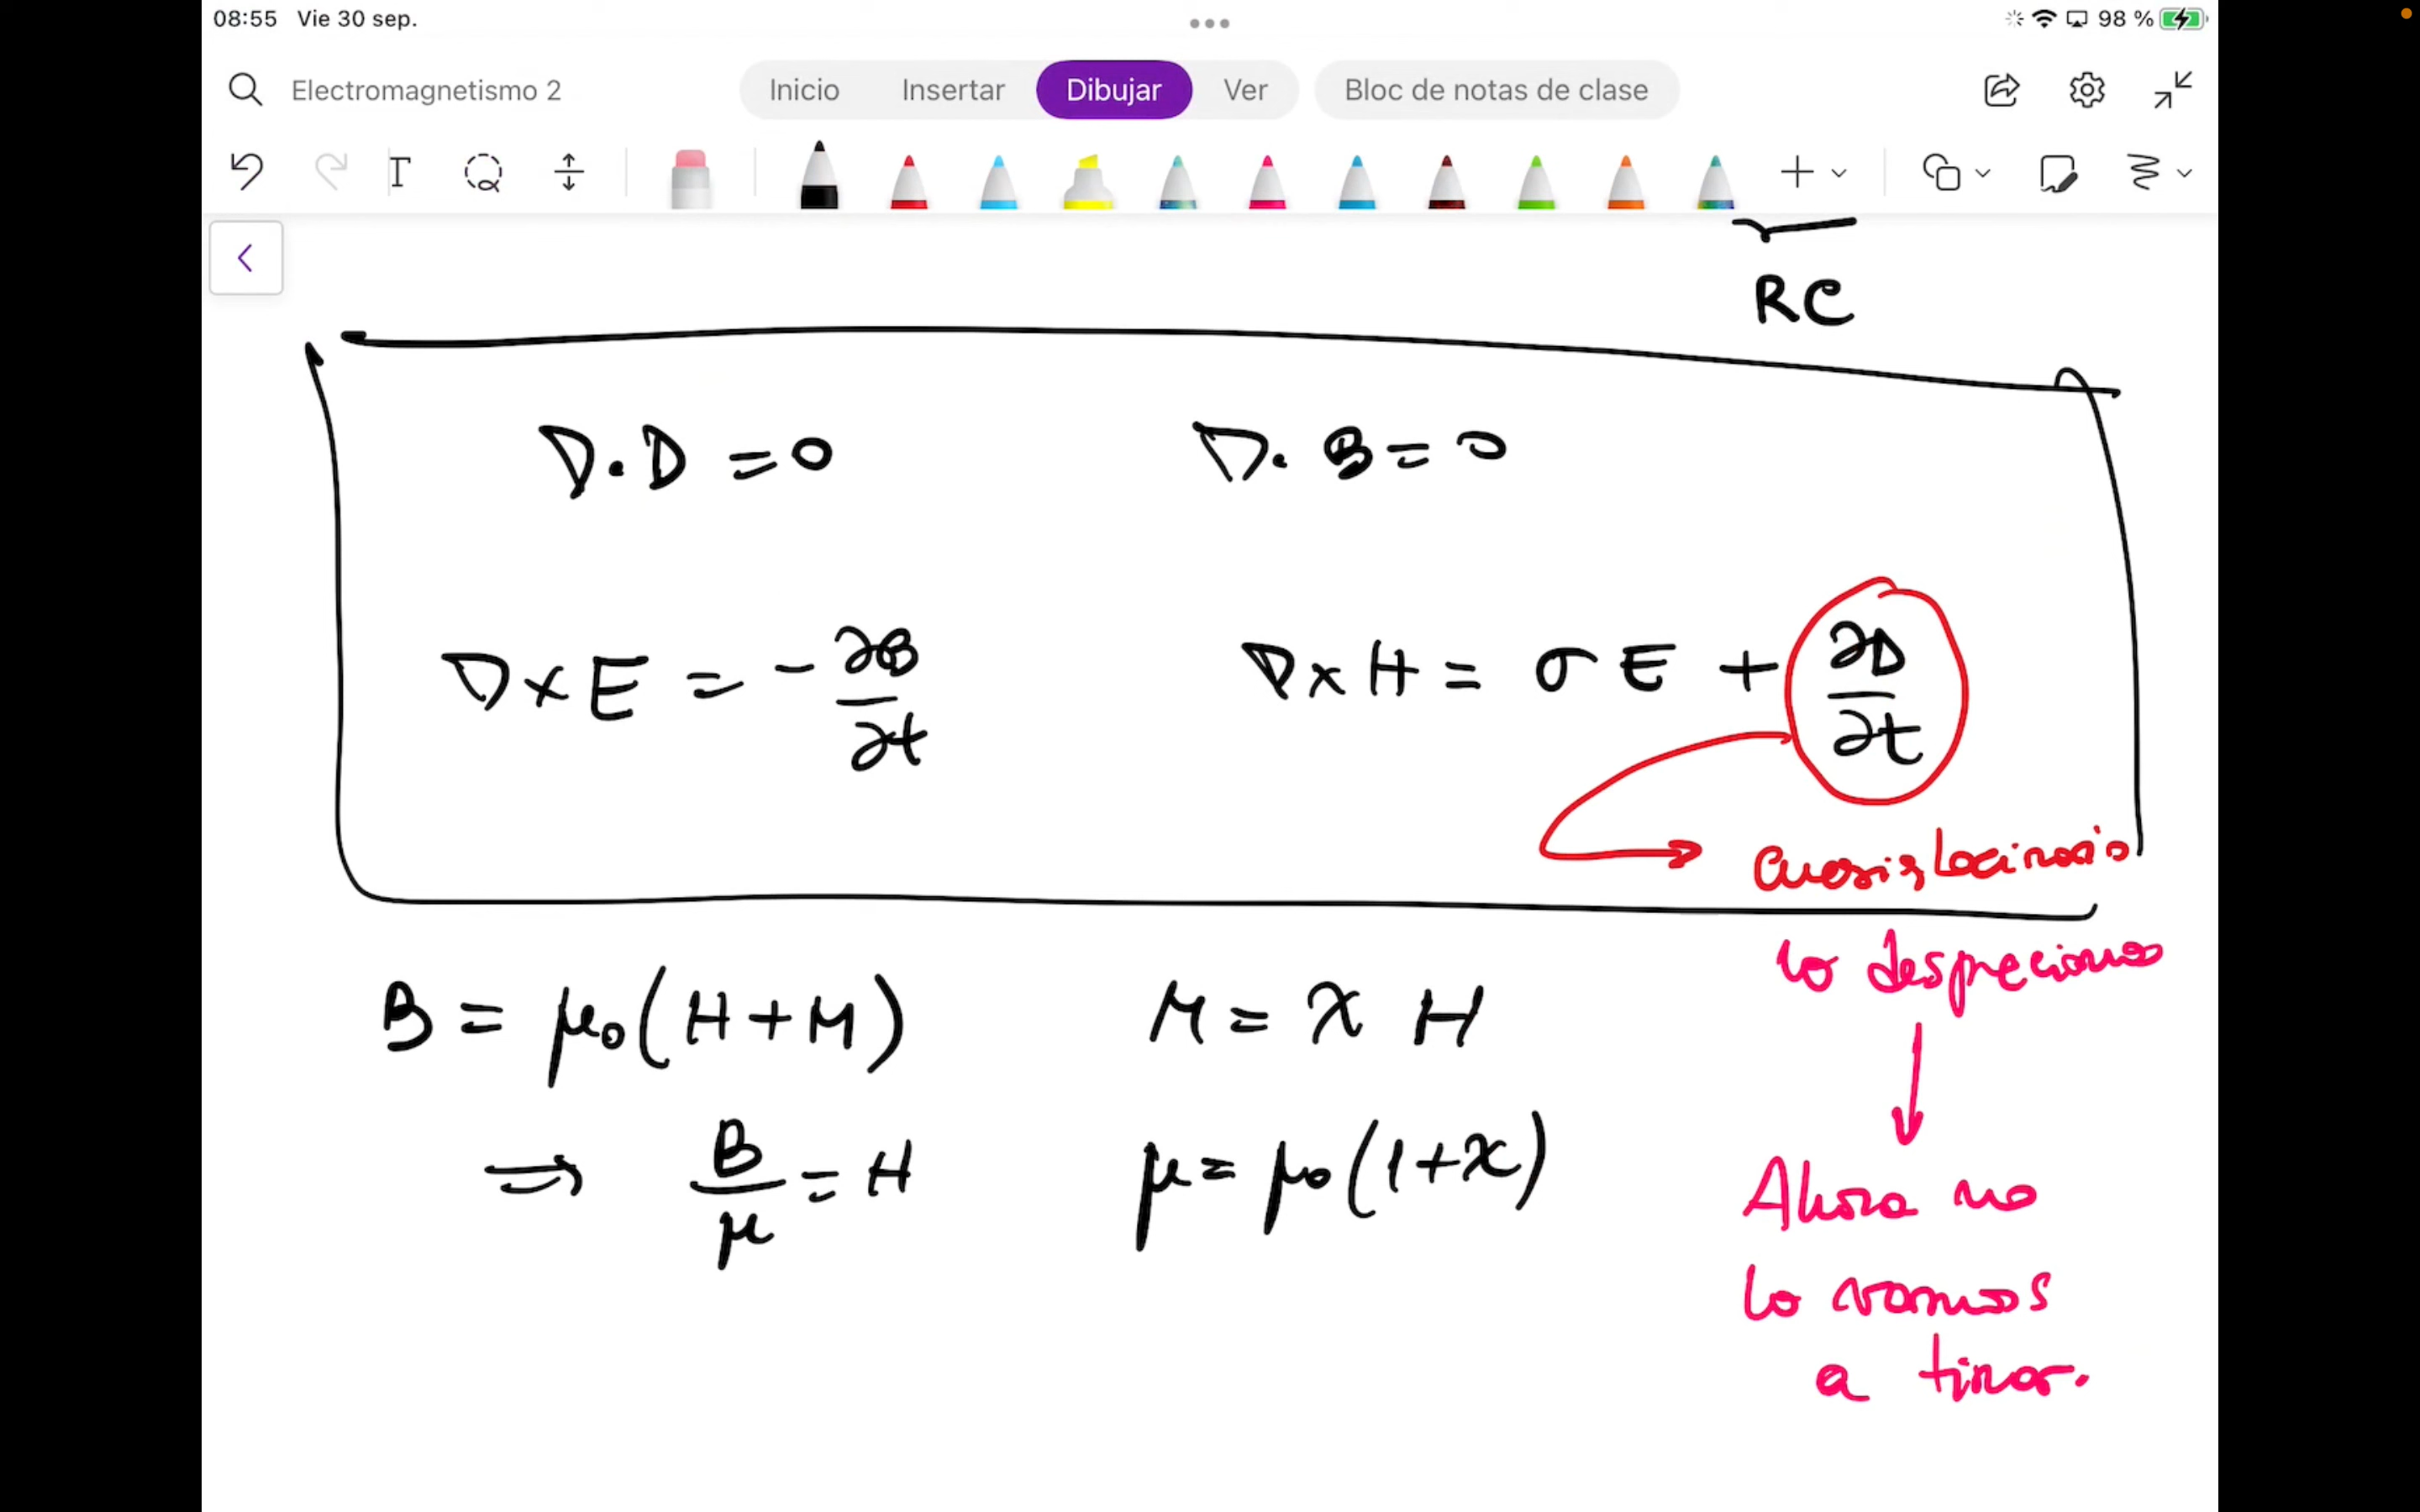 08:55 Vie 30 sep.
98 %
Electromagnetismo 2
Inicio Insertar Dibujar Ver Bloc de notas de clase
T
RC
∇·D = 0
∇·B = 0
∇×E = -∂B/∂t
∇×H = σE + ∂D/∂t
cuasiestacionario
lo despreciamos
B = μ₀(H+M)
M = χ H
⇒ B/μ = H
μ = μ₀(1+χ)
Ahora no
lo vamos
a tirar.